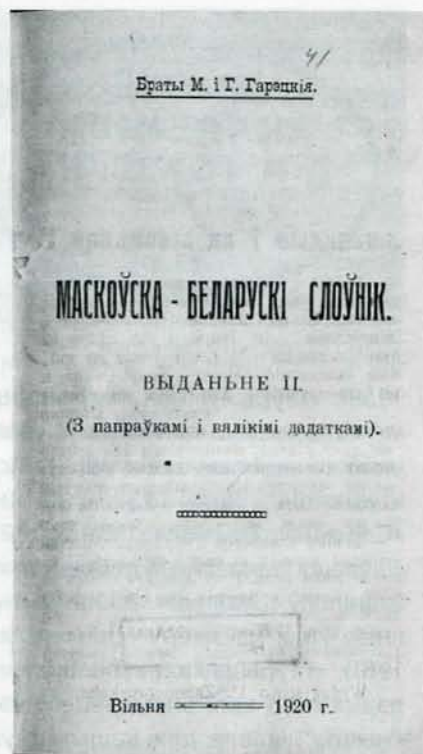 41
Браты М. і Г. Гарэцкія.
МАСКОЎСКА - БЕЛАРУСКІ СЛОЎНІК.
ВЫДАНЬНЕ II.
(З папраўкамі і вялікімі дадаткамі).
Вільня 1920 г.